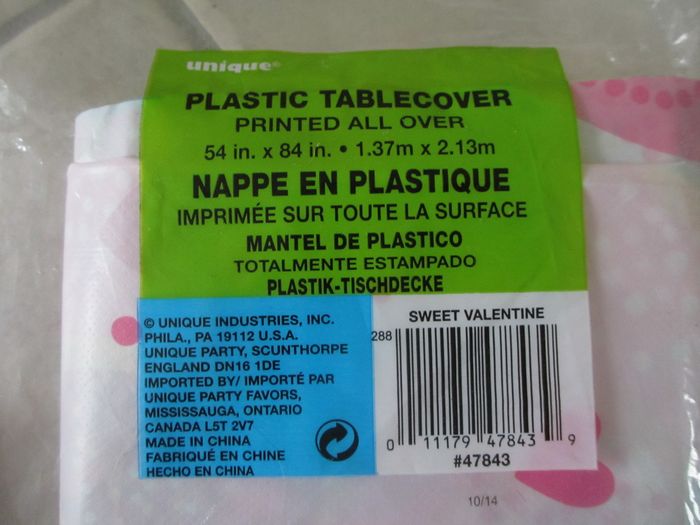 unique®
PLASTIC TABLECOVER
PRINTED ALL OVER
54 in. x 84 in. • 1.37m x 2.13m
NAPPE EN PLASTIQUE
IMPRIMÉE SUR TOUTE LA SURFACE
MANTEL DE PLASTICO
TOTALMENTE ESTAMPADO
PLASTIK-TISCHDECKE
© UNIQUE INDUSTRIES, INC.
PHILA., PA 19112 U.S.A.
UNIQUE PARTY, SCUNTHORPE
ENGLAND DN16 1DE
IMPORTED BY/ IMPORTÉ PAR
UNIQUE PARTY FAVORS,
MISSISSAUGA, ONTARIO
CANADA L5T 2V7
MADE IN CHINA
FABRIQUÉ EN CHINE
HECHO EN CHINA
SWEET VALENTINE
288
0 11179 47843 9
#47843
10/14